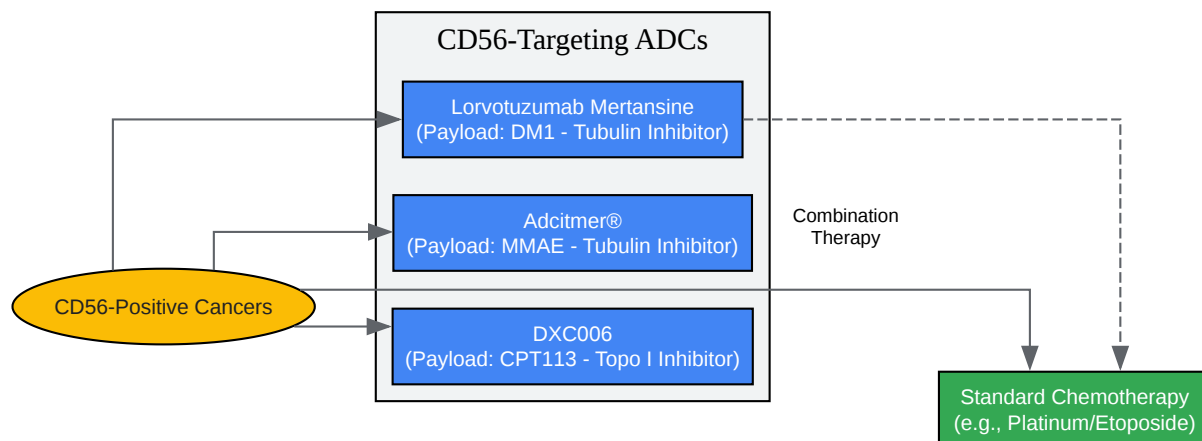 CD56-Targeting ADCs
Lorvotuzumab Mertansine
(Payload: DM1 - Tubulin Inhibitor)
Adcitmer®
(Payload: MMAE - Tubulin Inhibitor)
Combination
Therapy
CD56-Positive Cancers
DXC006
(Payload: CPT113 - Topo I Inhibitor)
Standard Chemotherapy
(e.g., Platinum/Etoposide)